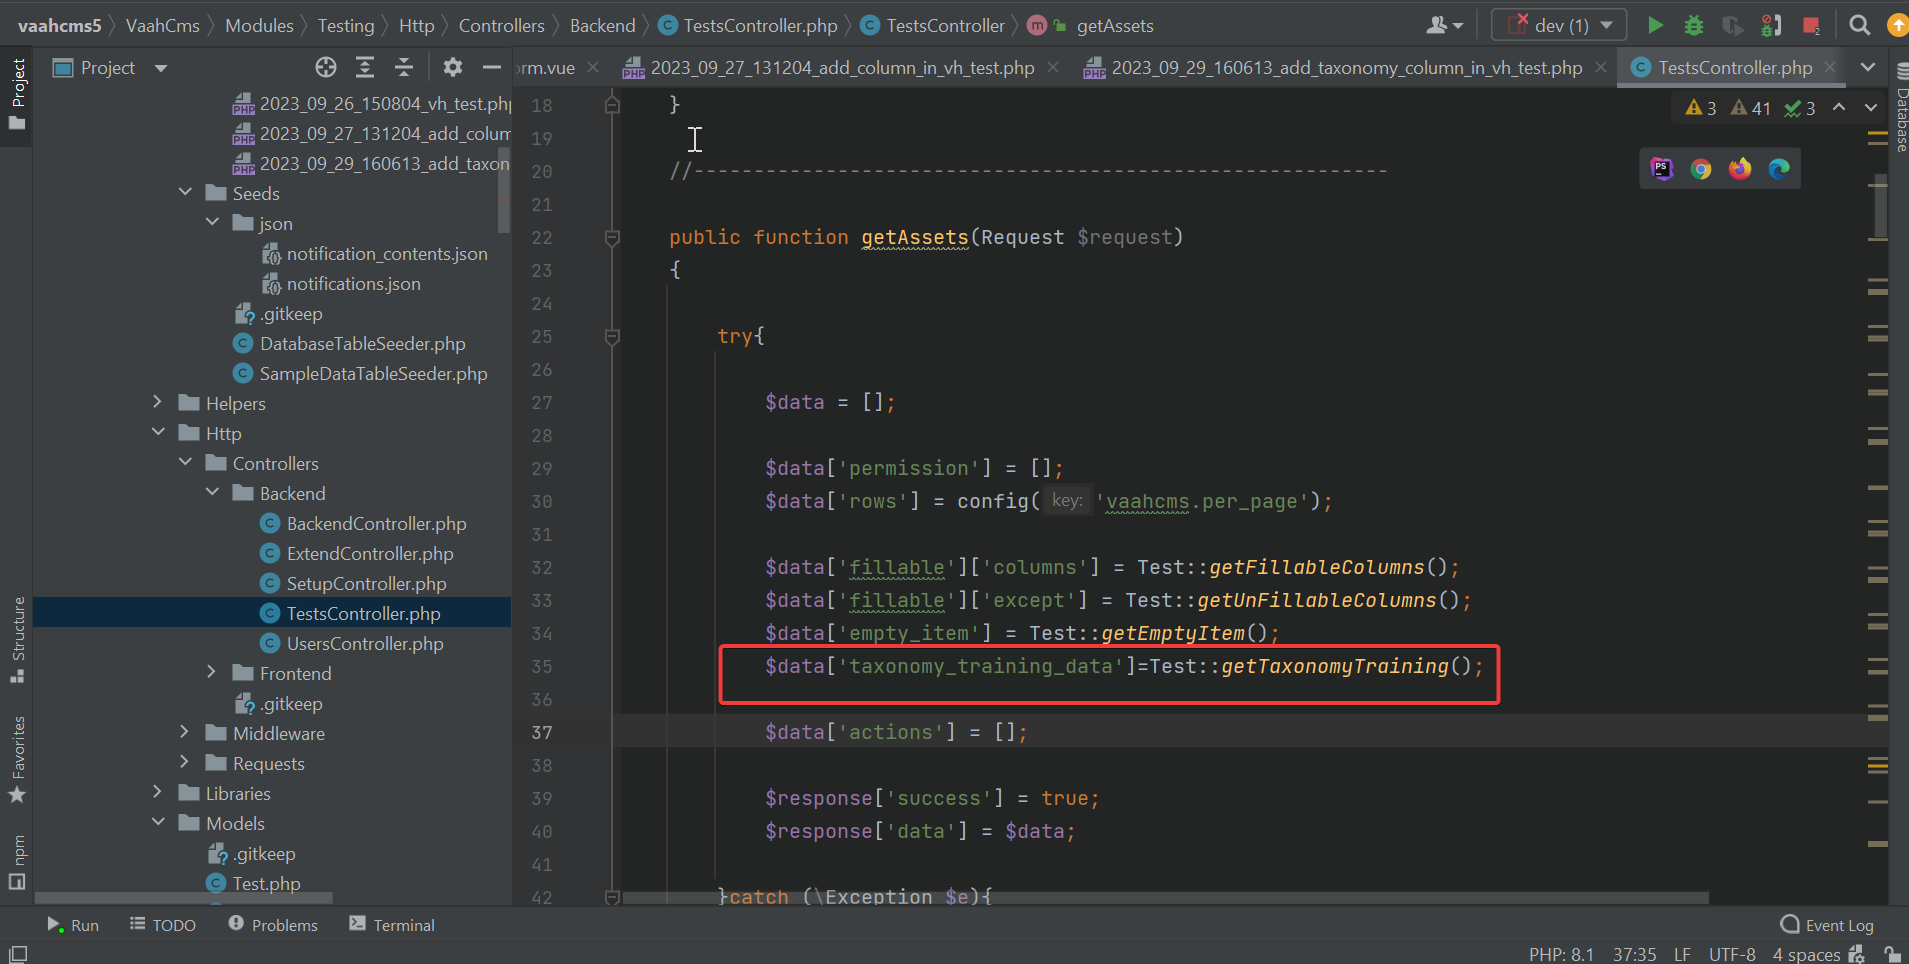 vaahcms5 VaahCms Modules Testing Http Controllers Backend TestsController.php TestsController m getAssets dev (1)
Project
Project
orm.vue 2023_09_27_131204_add_column_in_vh_test.php 2023_09_29_160613_add_taxonomy_column_in_vh_test.php TestsController.php
Database
2023_09_26_150804_vh_test.php
2023_09_27_131204_add_colum
2023_09_29_160613_add_taxon
Seeds
json
notification_contents.json
notifications.json
.gitkeep
DatabaseTableSeeder.php
SampleDataTableSeeder.php
Helpers
Http
Controllers
Backend
BackendController.php
ExtendController.php
SetupController.php
TestsController.php
UsersController.php
Frontend
.gitkeep
Middleware
Requests
Libraries
Models
.gitkeep
Test.php
Structure
Favorites
npm
3 41 3
18 }
19
20 //----------------------------------------------------------
21
22 public function getAssets(Request $request)
23 {
24
25 try{
26
27 $data = [];
28
29 $data['permission'] = [];
30 $data['rows'] = config( key: 'vaahcms.per_page');
31
32 $data['fillable']['columns'] = Test::getFillableColumns();
33 $data['fillable']['except'] = Test::getUnFillableColumns();
34 $data['empty_item'] = Test::getEmptyItem();
35 $data['taxonomy_training_data']=Test::getTaxonomyTraining();
36
37 $data['actions'] = [];
38
39 $response['success'] = true;
40 $response['data'] = $data;
41
42 }catch (\Exception $e){
Run TODO Problems Terminal Event Log
PHP: 8.1 37:35 LF UTF-8 4 spaces